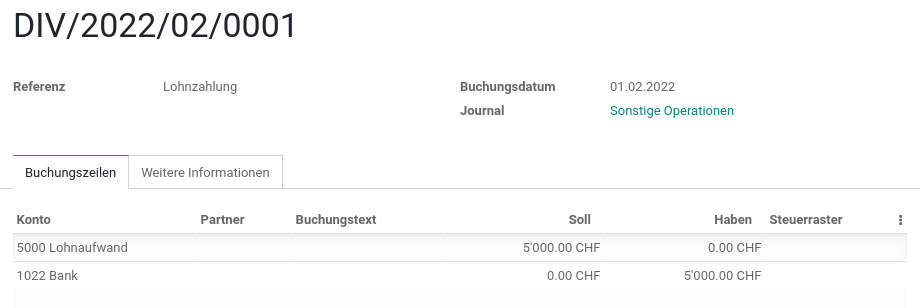 DIV/2022/02/0001
Referenz Lohnzahlung Buchungsdatum 01.02.2022
Journal Sonstige Operationen
Buchungszeilen Weitere Informationen
Konto Partner Buchungstext Soll Haben Steuerraster
5000 Lohnaufwand 5'000.00 CHF 0.00 CHF
1022 Bank 0.00 CHF 5'000.00 CHF